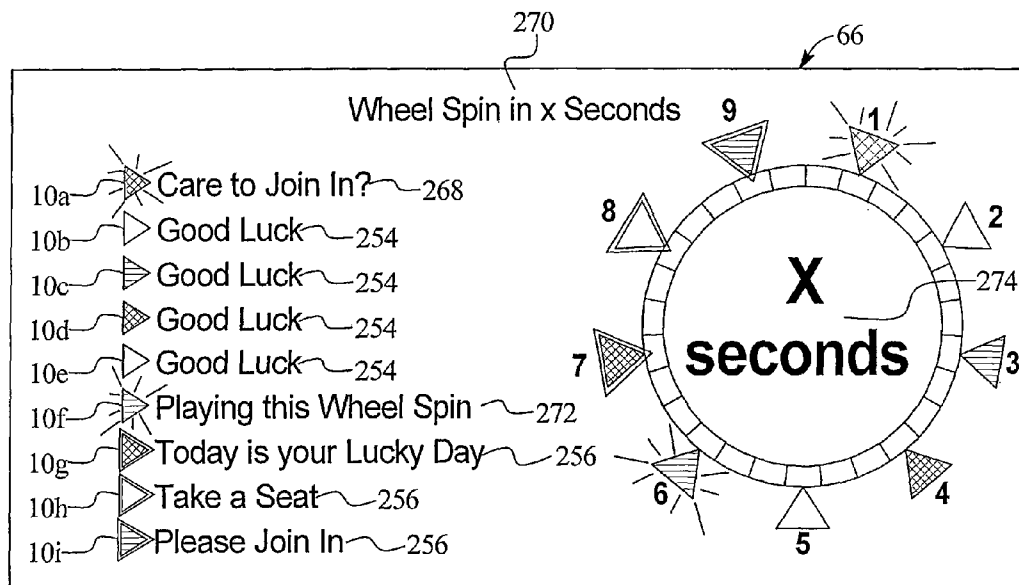 270
66
Wheel Spin in x Seconds
10a Care to Join In? 268
10b Good Luck 254
10c Good Luck 254
10d Good Luck 254
10e Good Luck 254
10f Playing this Wheel Spin 272
10g Today is your Lucky Day 256
10h Take a Seat 256
10i Please Join In 256
9 1
8 2
X
274
seconds
7 3
6 4
5